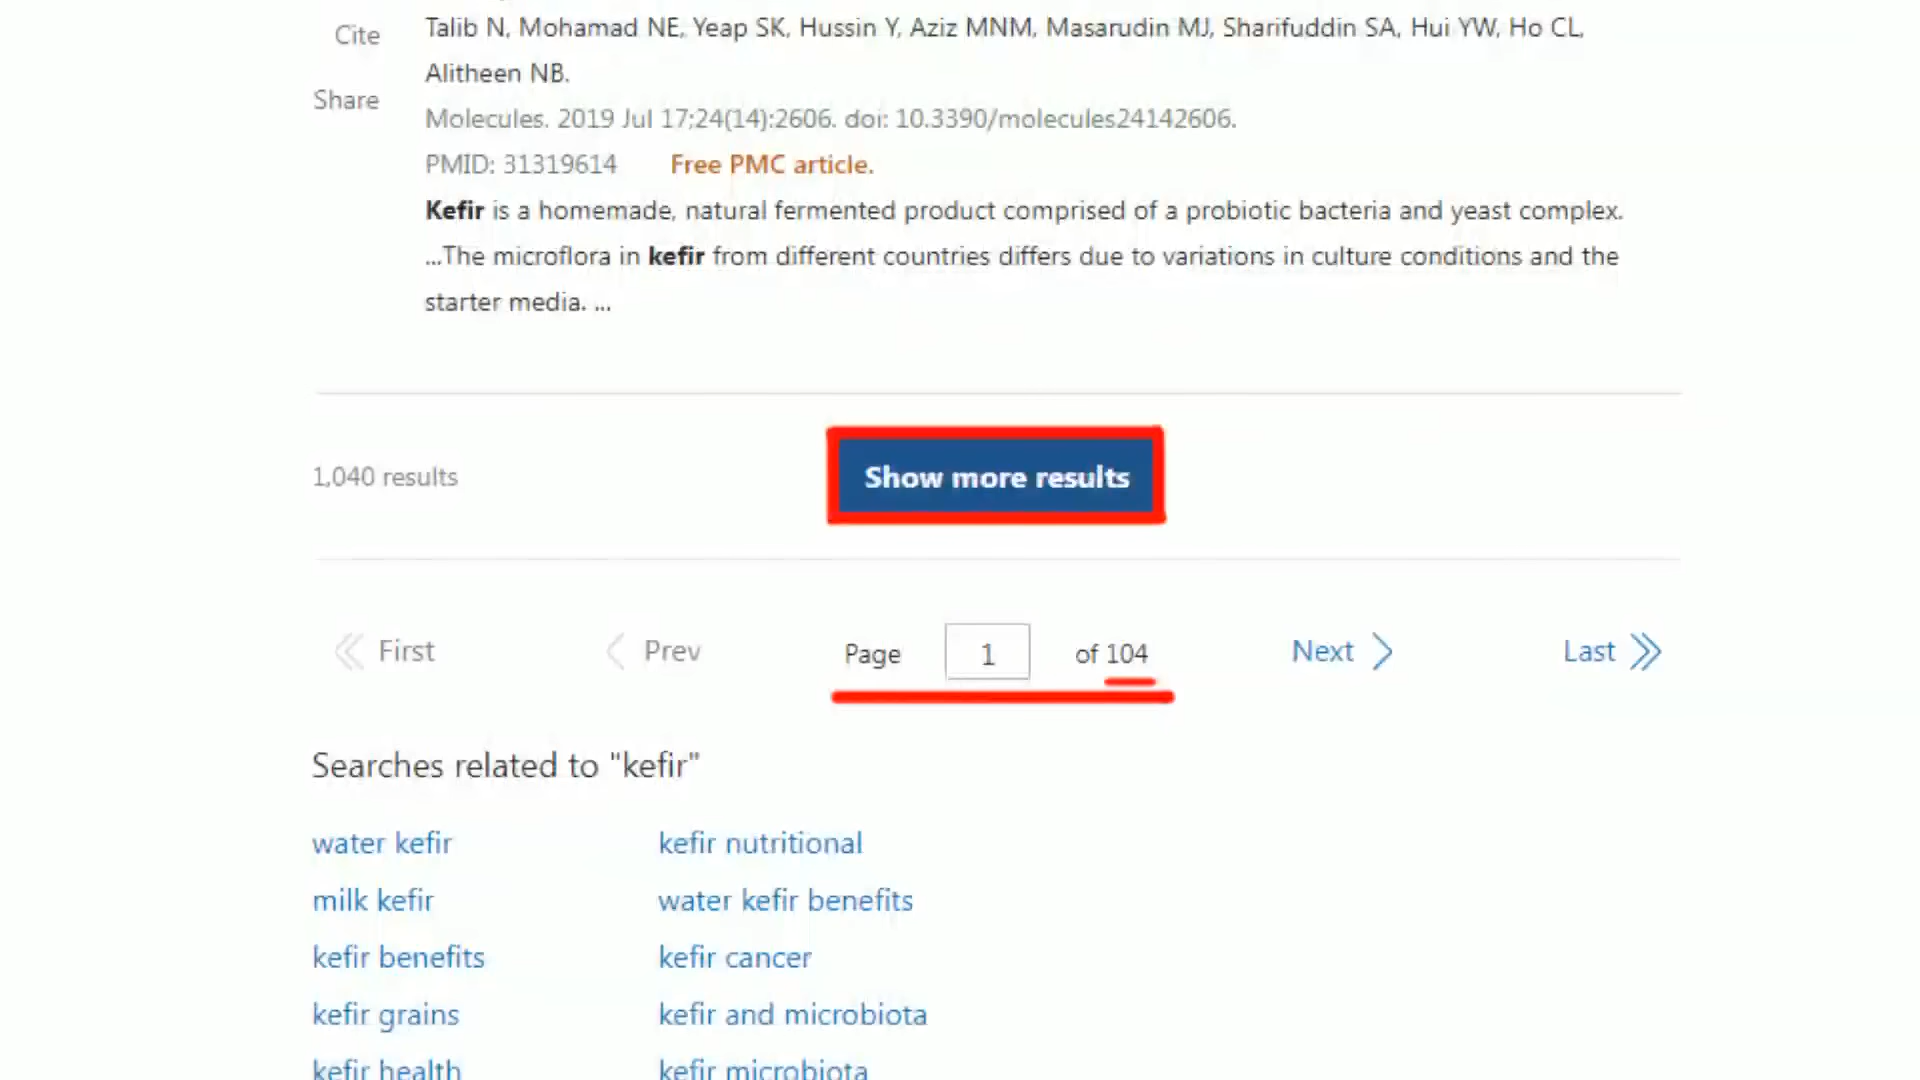 Cite
Talib N, Mohamad NE, Yeap SK, Hussin Y, Aziz MNM, Masarudin MJ, Sharifuddin SA, Hui YW, Ho CL,
Alitheen NB.
Share
Molecules. 2019 Jul 17;24(14):2606. doi: 10.3390/molecules24142606.
PMID: 31319614 Free PMC article.
Kefir is a homemade, natural fermented product comprised of a probiotic bacteria and yeast complex.
...The microflora in kefir from different countries differs due to variations in culture conditions and the
starter media. ...
1,040 results
Show more results
First Prev Page 1 of 104 Next Last
Searches related to "kefir"
water kefir
milk kefir
kefir benefits
kefir grains
kefir health
kefir nutritional
water kefir benefits
kefir cancer
kefir and microbiota
kefir microbiota